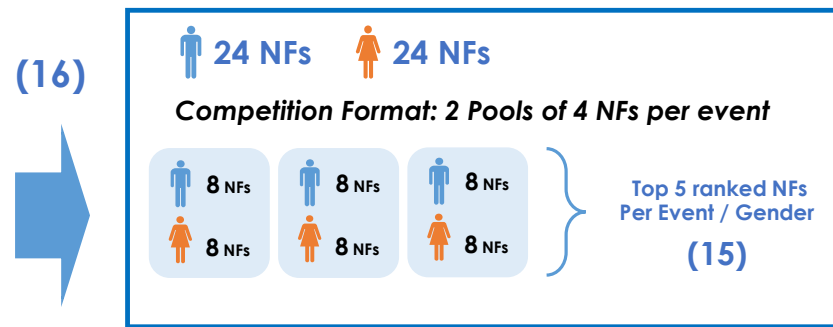 (16)
24 NFs 24 NFs
Competition Format: 2 Pools of 4 NFs per event
8 NFs 8 NFs 8 NFs
8 NFs 8 NFs 8 NFs
Top 5 ranked NFs
Per Event / Gender
(15)